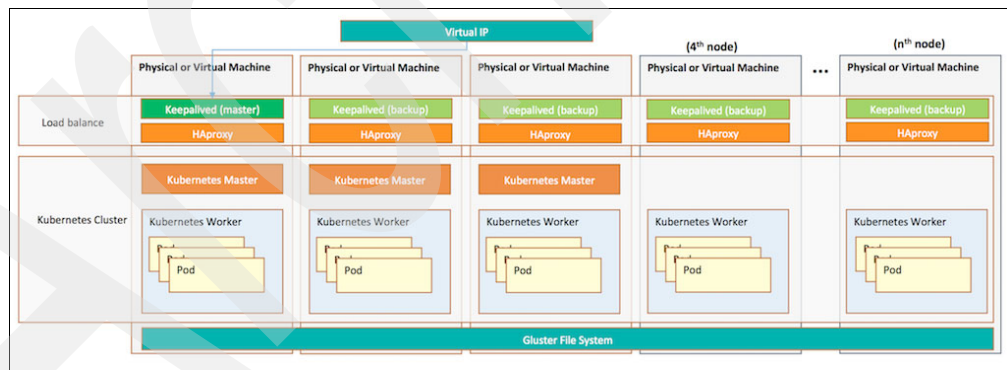 Virtual IP
(4th node)
(nth node)
Physical or Virtual Machine
Physical or Virtual Machine
Physical or Virtual Machine
Physical or Virtual Machine
...
Physical or Virtual Machine
Load balance
Keepalived (master)
Keepalived (backup)
Keepalived (backup)
Keepalived (backup)
Keepalived (backup)
HAproxy
HAproxy
HAproxy
HAproxy
HAproxy
Kubernetes Cluster
Kubernetes Master
Kubernetes Master
Kubernetes Master
Kubernetes Worker
Kubernetes Worker
Kubernetes Worker
Kubernetes Worker
Kubernetes Worker
Pod
Pod
Pod
Pod
Pod
Gluster File System